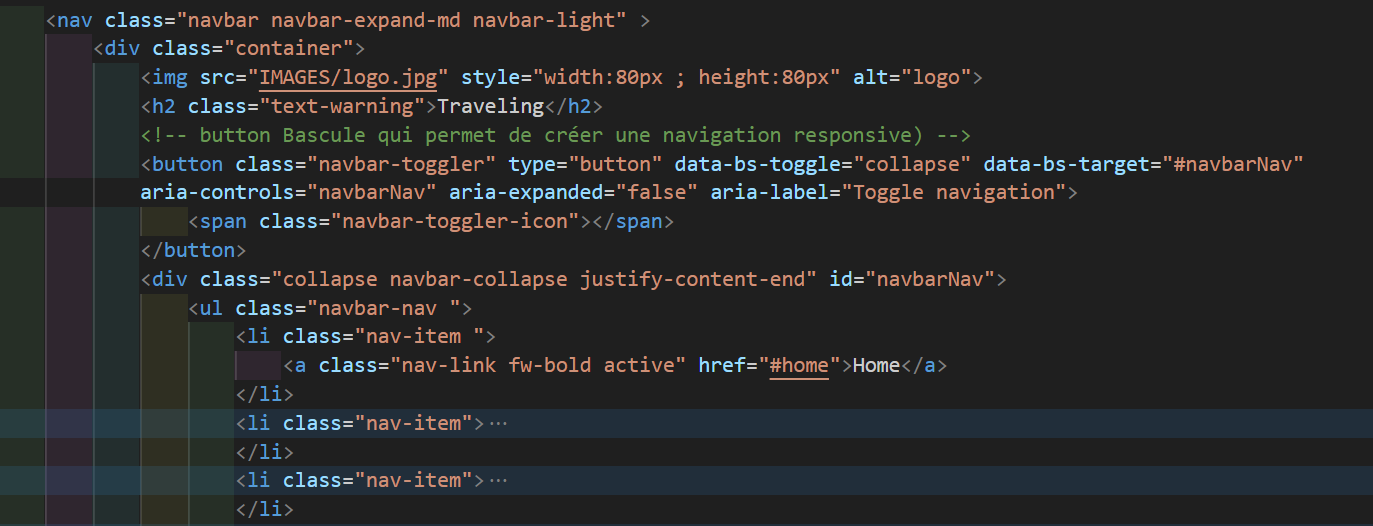 <nav class="navbar navbar-expand-md navbar-light" >
<div class="container">
<img src="IMAGES/logo.jpg" style="width:80px ; height:80px" alt="logo">
<h2 class="text-warning">Traveling</h2>
<!-- button Bascule qui permet de créer une navigation responsive) -->
<button class="navbar-toggler" type="button" data-bs-toggle="collapse" data-bs-target="#navbarNav"
aria-controls="navbarNav" aria-expanded="false" aria-label="Toggle navigation">
<span class="navbar-toggler-icon"></span>
</button>
<div class="collapse navbar-collapse justify-content-end" id="navbarNav">
<ul class="navbar-nav ">
<li class="nav-item ">
<a class="nav-link fw-bold active" href="#home">Home</a>
</li>
<li class="nav-item">⋯
</li>
<li class="nav-item">⋯
</li>